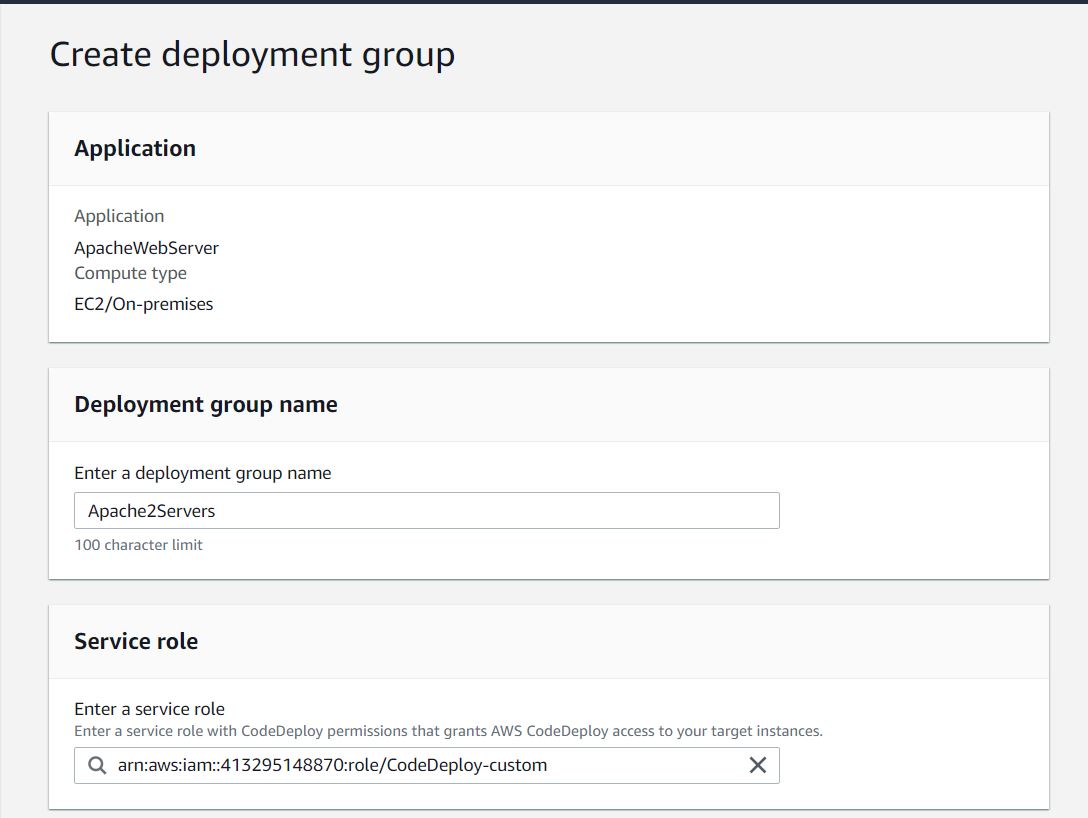 Create deployment group
Application
Application
ApacheWebServer
Compute type
EC2/On-premises
Deployment group name
Enter a deployment group name
Apache2Servers
100 character limit
Service role
Enter a service role
Enter a service role with CodeDeploy permissions that grants AWS CodeDeploy access to your target instances.
arn:aws:iam::413295148870:role/CodeDeploy-custom